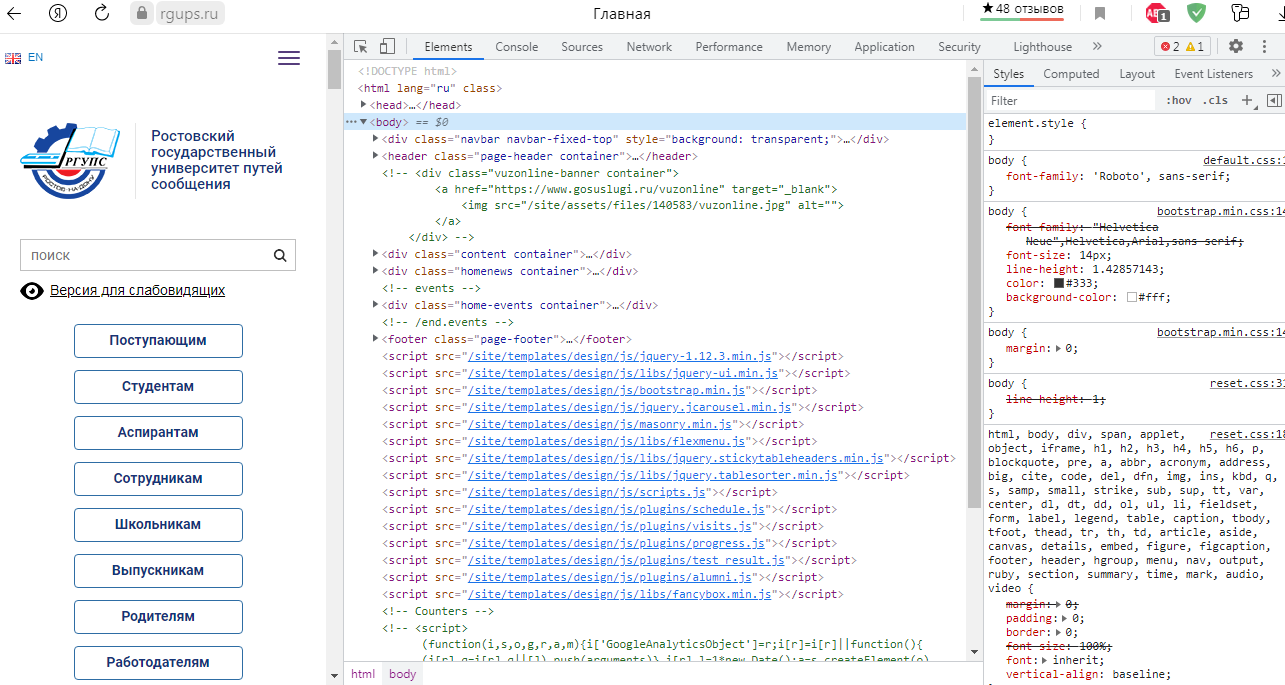 Я
rgups.ru
Главная
★48 отзывов
1
EN
РГУПС
РОСТОВ-НА-ДОНУ
Ростовский
государственный
университет путей
сообщения
поиск
Версия для слабовидящих
Поступающим
Студентам
Аспирантам
Сотрудникам
Школьникам
Выпускникам
Родителям
Работодателям
Elements Console Sources Network Performance Memory Application Security Lighthouse » 2 1
<!DOCTYPE html>
<html lang="ru" class>
<head>…</head>
<body> == $0
<div class="navbar navbar-fixed-top" style="background: transparent;">…</div>
<header class="page-header container">…</header>
<!-- <div class="vuzonline-banner container">
<a href="https://www.gosuslugi.ru/vuzonline" target="_blank">
<img src="/site/assets/files/140583/vuzonline.jpg" alt="">
</a>
</div> -->
<div class="content container">…</div>
<div class="homenews container">…</div>
<!-- events -->
<div class="home-events container">…</div>
<!-- /end.events -->
<footer class="page-footer">…</footer>
<script src="/site/templates/design/js/jquery-1.12.3.min.js"></script>
<script src="/site/templates/design/js/libs/jquery-ui.min.js"></script>
<script src="/site/templates/design/js/bootstrap.min.js"></script>
<script src="/site/templates/design/js/jquery.jcarousel.min.js"></script>
<script src="/site/templates/design/js/masonry.min.js"></script>
<script src="/site/templates/design/js/libs/flexmenu.js"></script>
<script src="/site/templates/design/js/libs/jquery.stickytableheaders.min.js"></script>
<script src="/site/templates/design/js/libs/jquery.tablesorter.min.js"></script>
<script src="/site/templates/design/js/scripts.js"></script>
<script src="/site/templates/design/js/plugins/schedule.js"></script>
<script src="/site/templates/design/js/plugins/visits.js"></script>
<script src="/site/templates/design/js/plugins/progress.js"></script>
<script src="/site/templates/design/js/plugins/test_result.js"></script>
<script src="/site/templates/design/js/plugins/alumni.js"></script>
<script src="/site/templates/design/js/libs/fancybox.min.js"></script>
<!-- Counters -->
<!-- <script>
(function(i,s,o,g,r,a,m){i['GoogleAnalyticsObject']=r;i[r]=i[r]||function(){
(i[r].q=i[r].q||[]).push(arguments)},i[r].l=1*new Date();a=s.createElement(o)
html body
Styles Computed Layout Event Listeners »
Filter :hov .cls +
element.style {
}
body { default.css:
font-family: 'Roboto', sans-serif;
}
body { bootstrap.min.css:14
font-family: "Helvetica
Neue",Helvetica,Arial,sans-serif;
font-size: 14px;
line-height: 1.42857143;
color: #333;
background-color: #fff;
}
body { bootstrap.min.css:14
margin: 0;
}
body { reset.css:31
line-height: 1;
}
html, body, div, span, applet, reset.css:18
object, iframe, h1, h2, h3, h4, h5, h6, p,
blockquote, pre, a, abbr, acronym, address,
big, cite, code, del, dfn, img, ins, kbd, q,
s, samp, small, strike, sub, sup, tt, var,
center, dl, dt, dd, ol, ul, li, fieldset,
form, label, legend, table, caption, tbody,
tfoot, thead, tr, th, td, article, aside,
canvas, details, embed, figure, figcaption,
footer, header, hgroup, menu, nav, output,
ruby, section, summary, time, mark, audio,
video {
margin: 0;
padding: 0;
border: 0;
font-size: 100%;
font: inherit;
vertical-align: baseline;